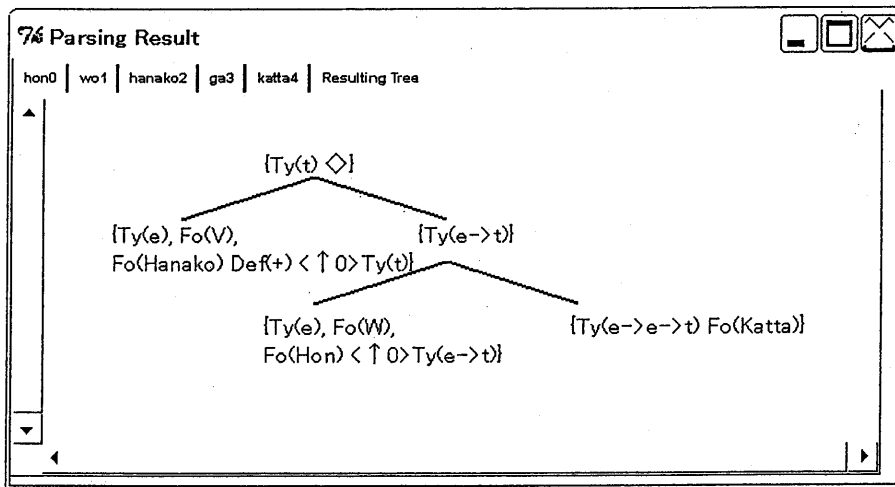 Parsing Result
hon0 | wo1 | hanako2 | ga3 | katta4 | Resulting Tree
{Ty(t) ◇}
{Ty(e), Fo(V),
Fo(Hanako) Def(+) < ↑ 0>Ty(t)}
{Ty(e->t)}
{Ty(e), Fo(W),
Fo(Hon) < ↑ 0>Ty(e->t)}
{Ty(e->e->t) Fo(Katta)}